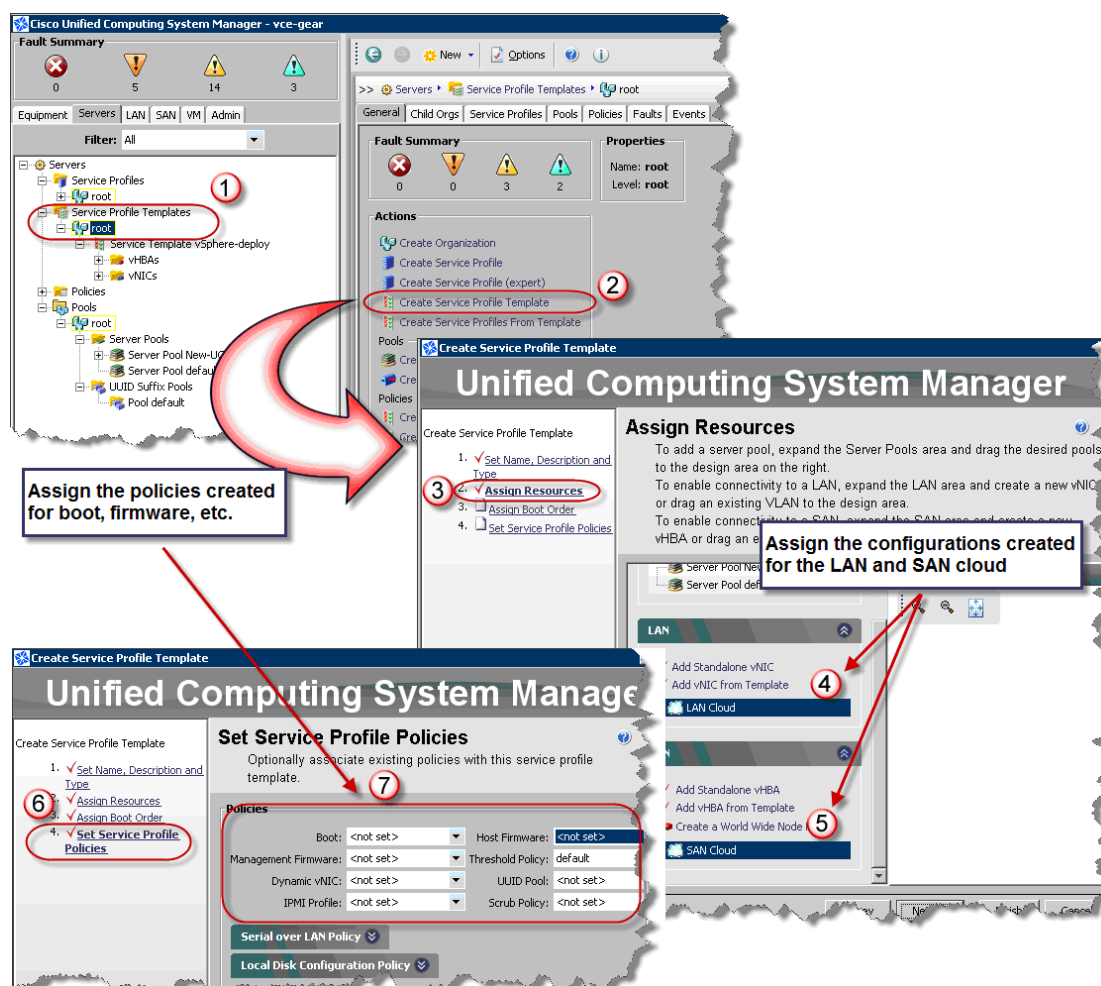 Cisco Unified Computing System Manager - vce-gear
Fault Summary
0 5 14 3
Equipment Servers LAN SAN VM Admin
Filter: All
Servers
Service Profiles
root
Service Profile Templates
root
Service Template vSphere-deploy
vHBAs
vNICs
Policies
Pools
root
Server Pools
Server Pool New-UC
Server Pool defau
UUID Suffix Pools
Pool default
1
New Options
>> Servers Service Profile Templates root
General Child Orgs Service Profiles Pools Policies Faults Events
Fault Summary
0 0 3 2
Properties
Name: root
Level: root
Actions
Create Organization
Create Service Profile
Create Service Profile (expert)
Create Service Profile Template
Create Service Profiles From Template
2
Pools
Cre
Cre
Policies
Cre
Cre
Assign the policies created
for boot, firmware, etc.
Create Service Profile Template
Unified Computing System Manager
Create Service Profile Template
1. Set Name, Description and
Type
2. Assign Resources
3. Assign Boot Order
4. Set Service Profile Policies
3
Assign Resources
To add a server pool, expand the Server Pools area and drag the desired pools
to the design area on the right.
To enable connectivity to a LAN, expand the LAN area and create a new vNIC
or drag an existing VLAN to the design area.
To enable connectivity to a SAN, expand the SAN area and create a new
vHBA or drag an e
Assign the configurations created
for the LAN and SAN cloud
Server Pool New
Server Pool def
LAN
Add Standalone vNIC
Add vNIC from Template
4
LAN Cloud
Add Standalone vHBA
Add vHBA from Template
Create a World Wide Node
5
SAN Cloud
Ne
Cancel
Create Service Profile Template
Unified Computing System Manage
Create Service Profile Template
1. Set Name, Description and
Type
2. Assign Resources
3. Assign Boot Order
4. Set Service Profile
Policies
6
Set Service Profile Policies
Optionally associate existing policies with this service profile
template.
7
Policies
Boot: <not set> Host Firmware: <not set>
Management Firmware: <not set> Threshold Policy: default
Dynamic vNIC: <not set> UUID Pool: <not set>
IPMI Profile: <not set> Scrub Policy: <not set>
Serial over LAN Policy
Local Disk Configuration Policy